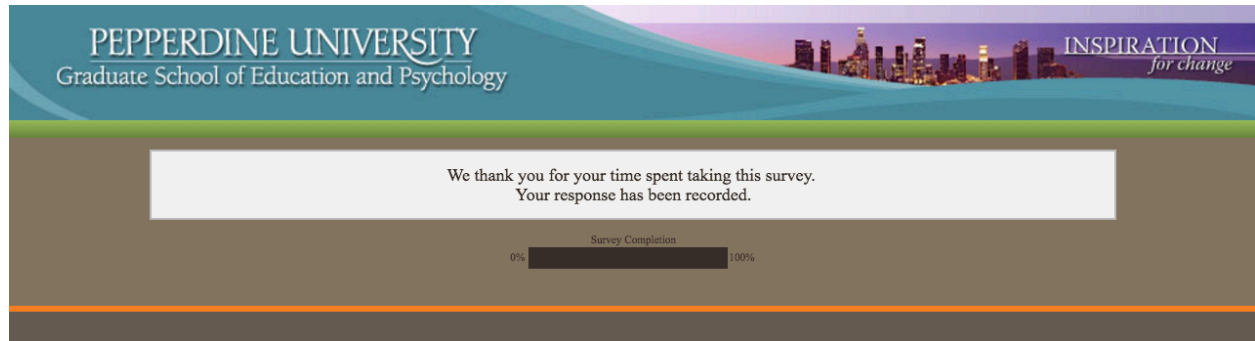 PEPPERDINE UNIVERSITY
Graduate School of Education and Psychology
INSPIRATION
for change
We thank you for your time spent taking this survey.
Your response has been recorded.
Survey Completion
0% 100%